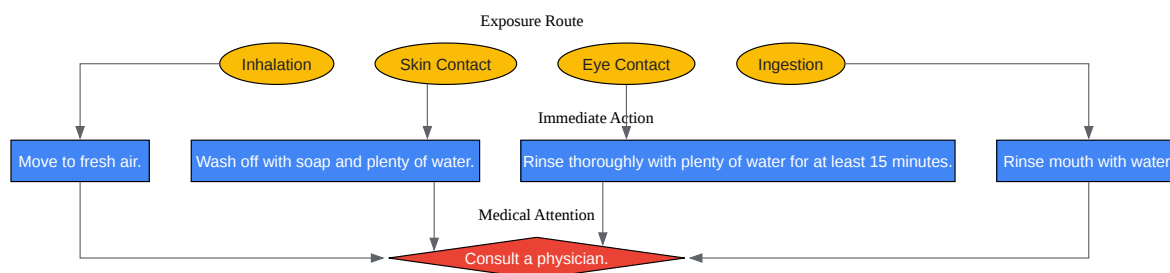 Exposure Route
Inhalation
Skin Contact
Eye Contact
Ingestion
Immediate Action
Move to fresh air.
Wash off with soap and plenty of water.
Rinse thoroughly with plenty of water for at least 15 minutes.
Rinse mouth with water
Medical Attention
Consult a physician.